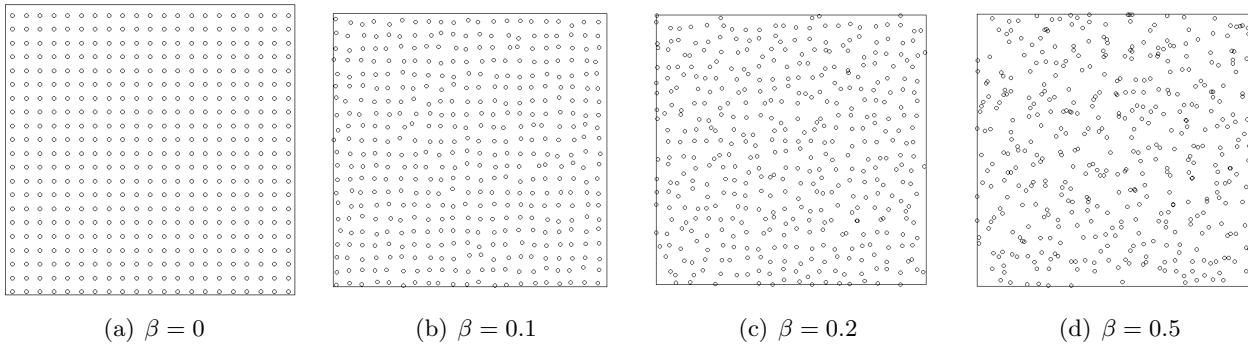 (a) β = 0
(b) β = 0.1
(c) β = 0.2
(d) β = 0.5